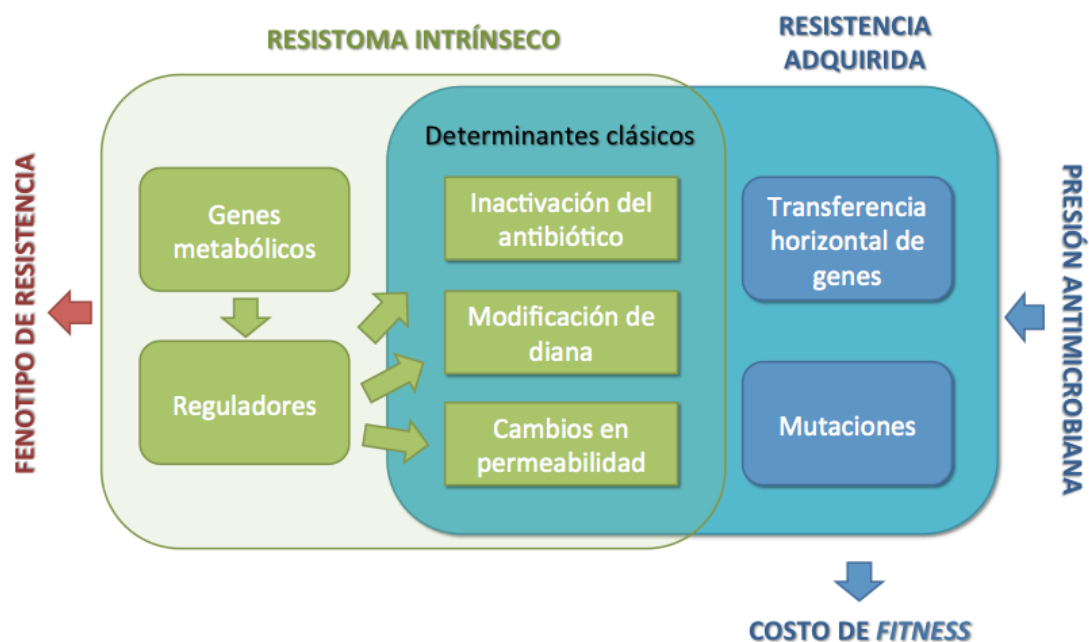 RESISTOMA INTRÍNSECO
RESISTENCIA
ADQUIRIDA
FENOTIPO DE RESISTENCIA
Genes
metabólicos
Reguladores
Determinantes clásicos
Inactivación del
antibiótico
Modificación de
diana
Cambios en
permeabilidad
Transferencia
horizontal de
genes
Mutaciones
PRESIÓN ANTIMICROBIANA
COSTO DE FITNESS